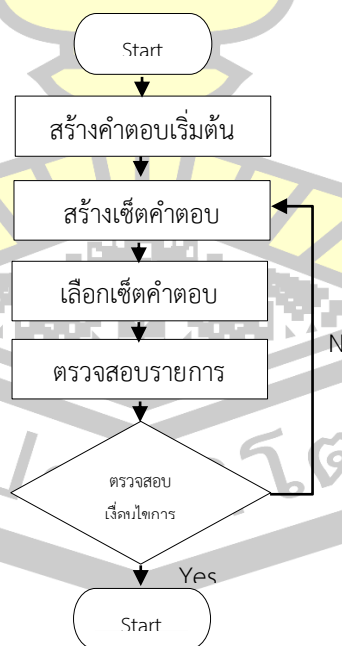 Start
สร้างคำตอบเริ่มต้น
สร้างเซ็ตคำตอบ
เลือกเซ็ตคำตอบ
N
ตรวจสอบรายการ
ตรวจสอบ
เงื่อนไขการ
Yes
Start